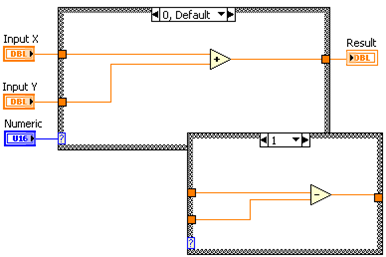 0, Default
Input X
DBL
+
Result
DBL
Input Y
DBL
Numeric
U16
?
1
-
?